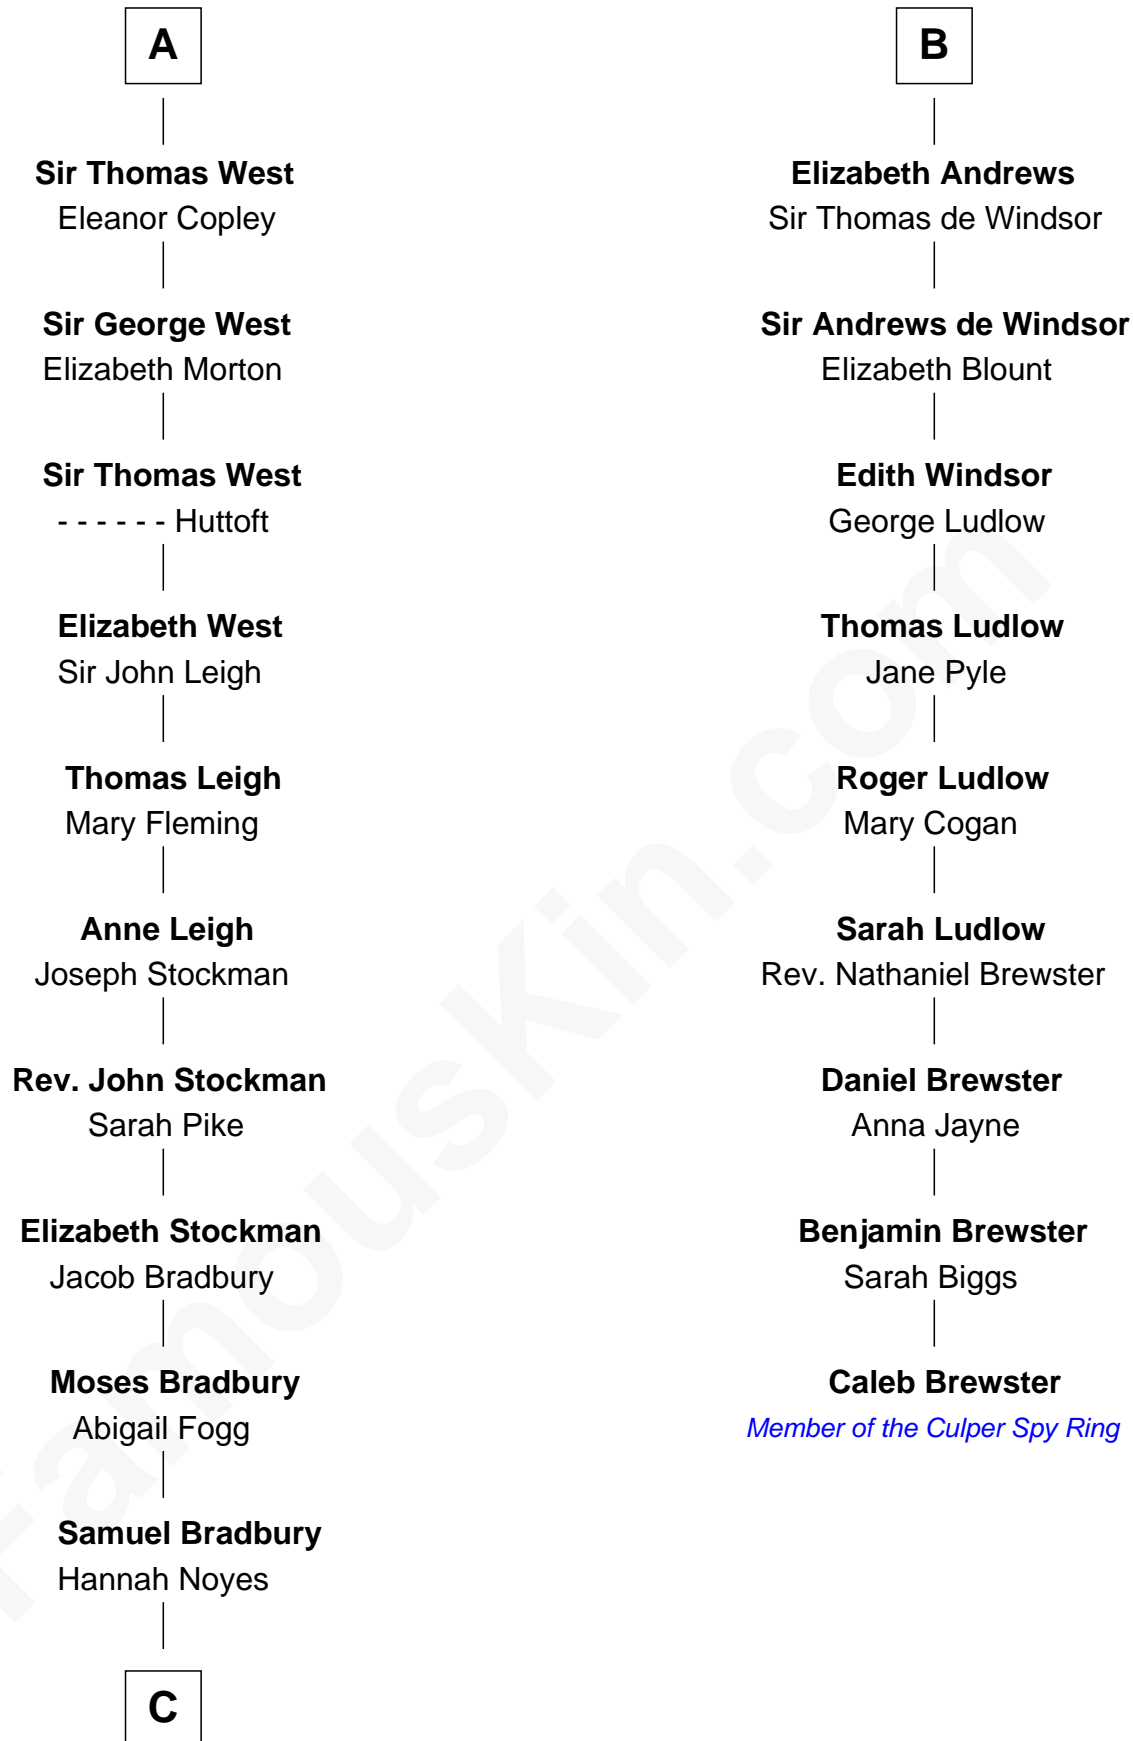 A
Sir Thomas West
Eleanor Copley
Sir George West
Elizabeth Morton
Sir Thomas West
- - - - - - Huttoft
Elizabeth West
Sir John Leigh
Thomas Leigh
Mary Fleming
Anne Leigh
Joseph Stockman
Rev. John Stockman
Sarah Pike
Elizabeth Stockman
Jacob Bradbury
Moses Bradbury
Abigail Fogg
Samuel Bradbury
Hannah Noyes
C
B
Elizabeth Andrews
Sir Thomas de Windsor
Sir Andrews de Windsor
Elizabeth Blount
Edith Windsor
George Ludlow
Thomas Ludlow
Jane Pyle
Roger Ludlow
Mary Cogan
Sarah Ludlow
Rev. Nathaniel Brewster
Daniel Brewster
Anna Jayne
Benjamin Brewster
Sarah Biggs
Caleb Brewster
Member of the Culper Spy Ring
FamousKin.com